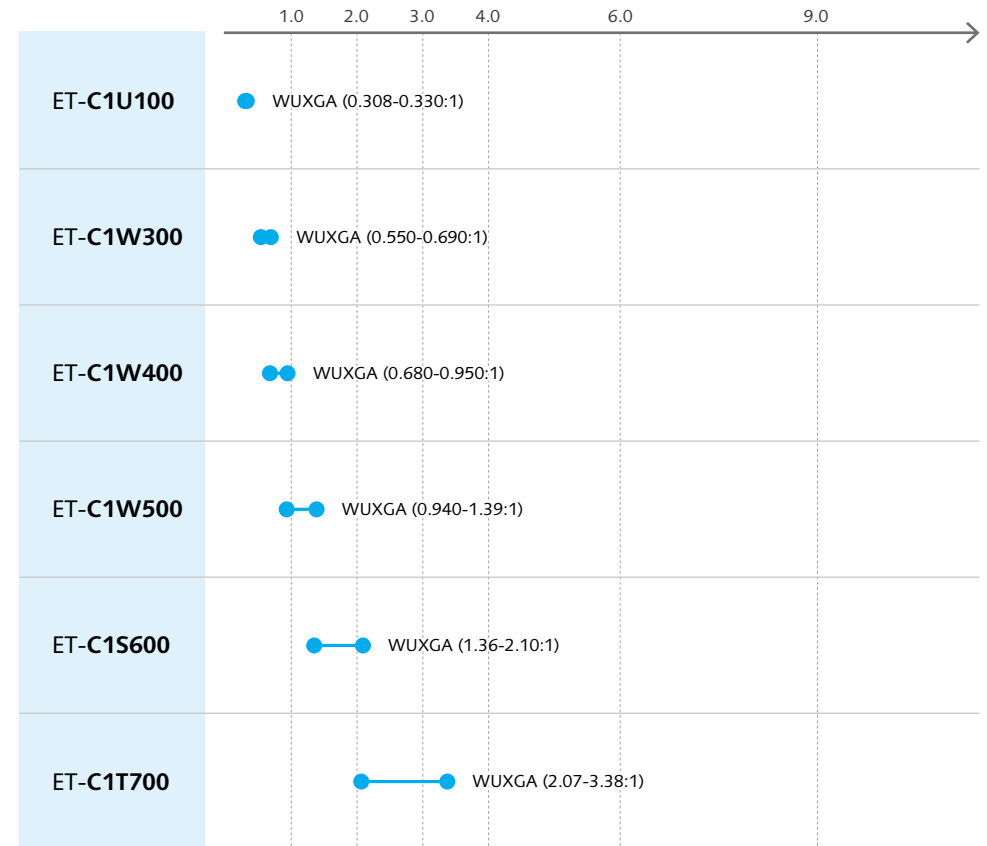 1.0 2.0 3.0 4.0 6.0 9.0
ET-C1U100 WUXGA (0.308-0.330:1)
ET-C1W300 WUXGA (0.550-0.690:1)
ET-C1W400 WUXGA (0.680-0.950:1)
ET-C1W500 WUXGA (0.940-1.39:1)
ET-C1S600 WUXGA (1.36-2.10:1)
ET-C1T700 WUXGA (2.07-3.38:1)